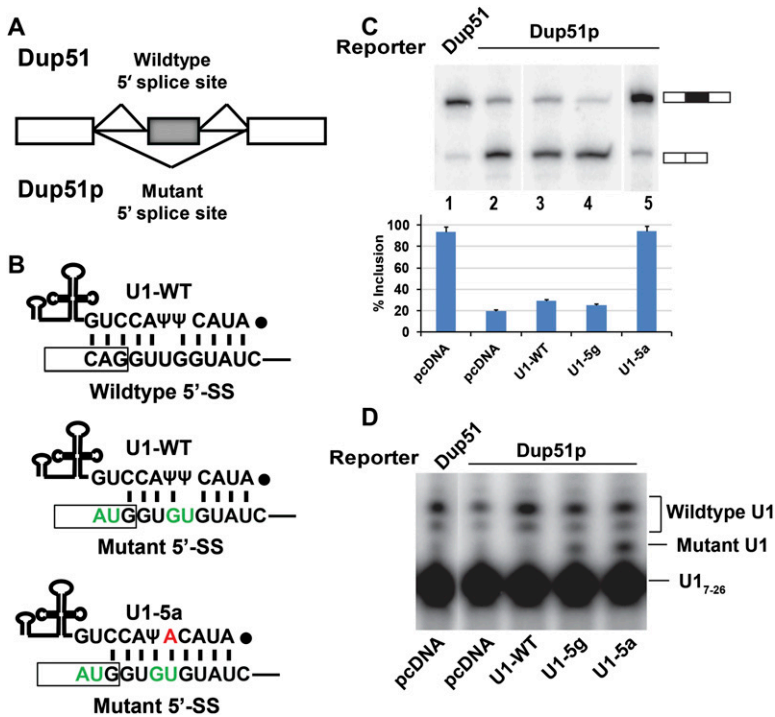 A
Dup51
Wildtype
5' splice site
Dup51p
Mutant
5' splice site
B
U1-WT
GUCCAΨΨ CAUA
CAGGUUGGUAUC
Wildtype 5'-SS
U1-WT
GUCCAΨΨ CAUA
AUGGUGUGUAUC
Mutant 5'-SS
U1-5a
GUCCAΨACAUA
AUGGUGUGUAUC
Mutant 5'-SS
C
Reporter
Dup51
Dup51p
1 2 3 4 5
% Inclusion
100
80
60
40
20
0
pcDNA
pcDNA
U1-WT
U1-5g
U1-5a
D
Reporter
Dup51
Dup51p
Wildtype U1
Mutant U1
U17-26
pcDNA
pcDNA
U1-WT
U1-5g
U1-5a